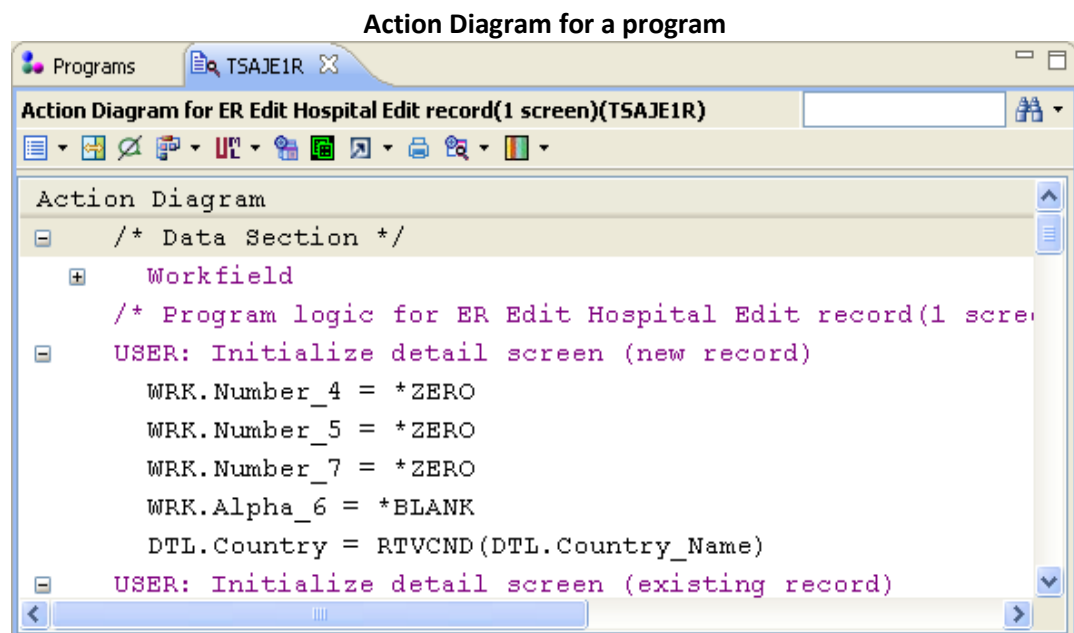 Action Diagram for a program
Programs TSAJE1R
Action Diagram for ER Edit Hospital Edit record(1 screen)(TSAJE1R)
Action Diagram
/* Data Section */
Workfield
/* Program logic for ER Edit Hospital Edit record(1 scree
USER: Initialize detail screen (new record)
WRK.Number_4 = *ZERO
WRK.Number_5 = *ZERO
WRK.Number_7 = *ZERO
WRK.Alpha_6 = *BLANK
DTL.Country = RTVCND(DTL.Country_Name)
USER: Initialize detail screen (existing record)